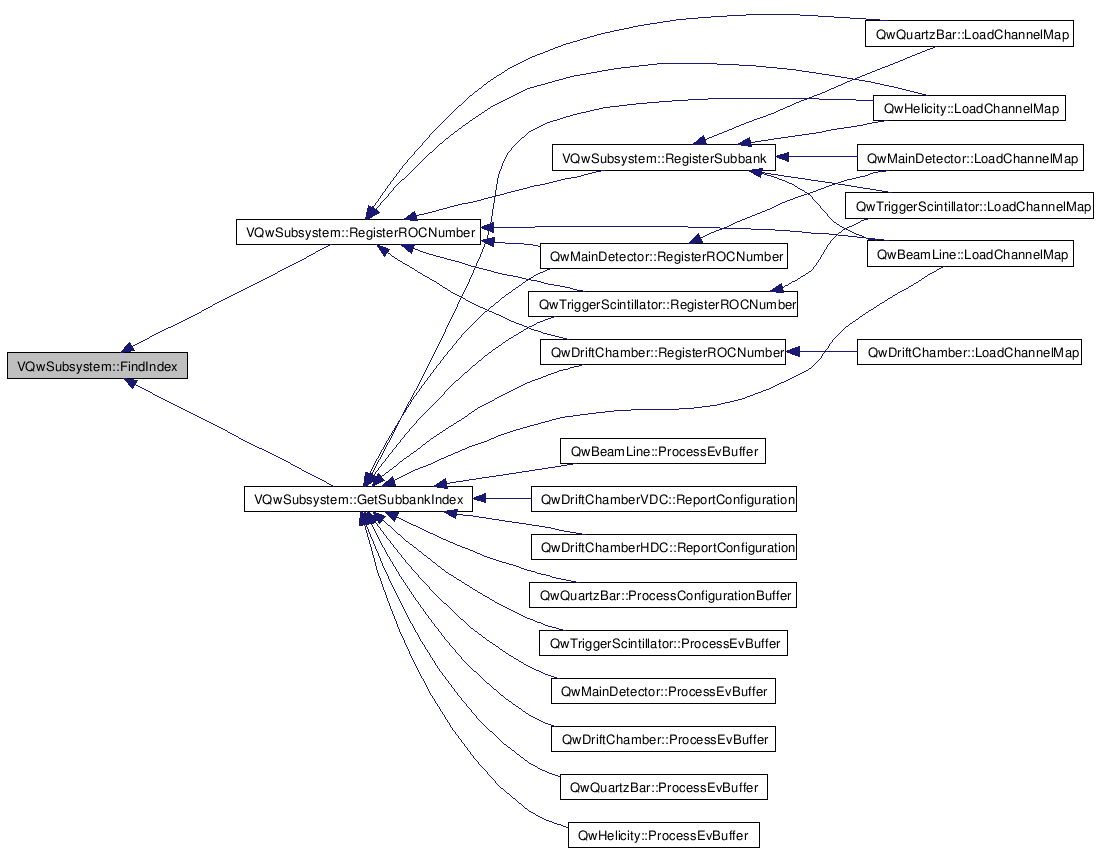 QwQuartzBar::LoadChannelMap
QwHelicity::LoadChannelMap
VQwSubsystem::RegisterSubbank
QwMainDetector::LoadChannelMap
QwTriggerScintillator::LoadChannelMap
VQwSubsystem::RegisterROCNumber
QwMainDetector::RegisterROCNumber
QwBeamLine::LoadChannelMap
QwTriggerScintillator::RegisterROCNumber
VQwSubsystem::FindIndex
QwDriftChamber::RegisterROCNumber
QwDriftChamber::LoadChannelMap
QwBeamLine::ProcessEvBuffer
VQwSubsystem::GetSubbankIndex
QwDriftChamberVDC::ReportConfiguration
QwDriftChamberHDC::ReportConfiguration
QwQuartzBar::ProcessConfigurationBuffer
QwTriggerScintillator::ProcessEvBuffer
QwMainDetector::ProcessEvBuffer
QwDriftChamber::ProcessEvBuffer
QwQuartzBar::ProcessEvBuffer
QwHelicity::ProcessEvBuffer